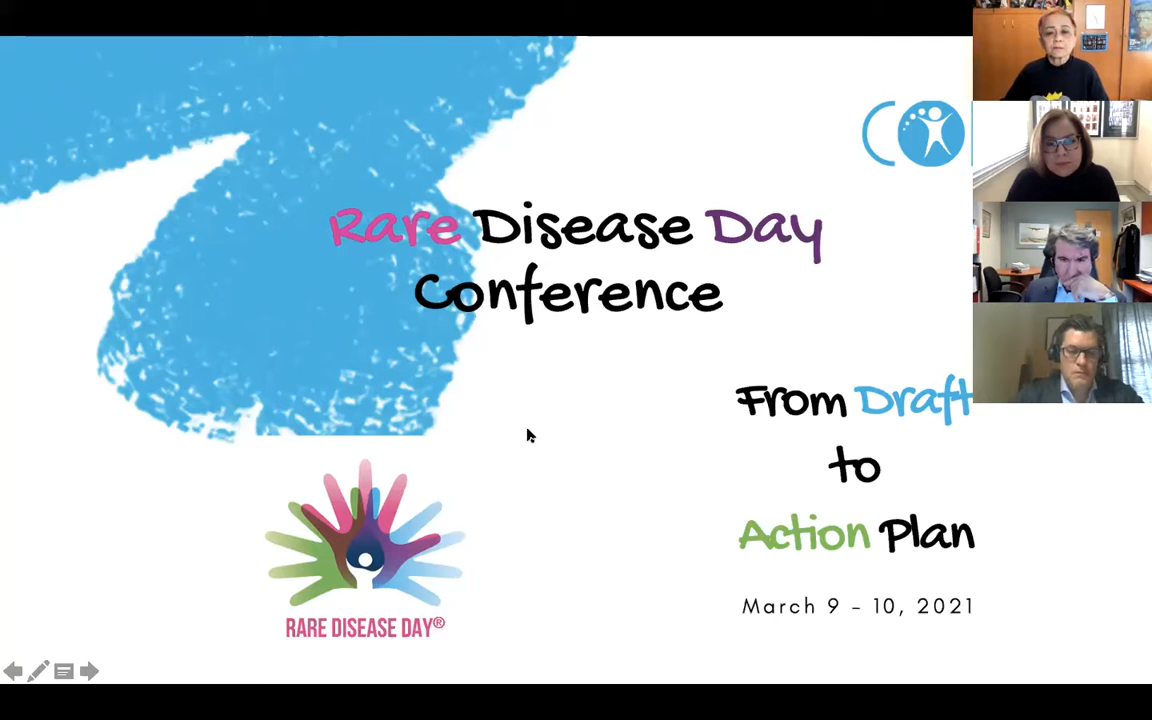 Rare Disease Day
Conference
From Draft
to
Action Plan
March 9 - 10, 2021
RARE DISEASE DAY®